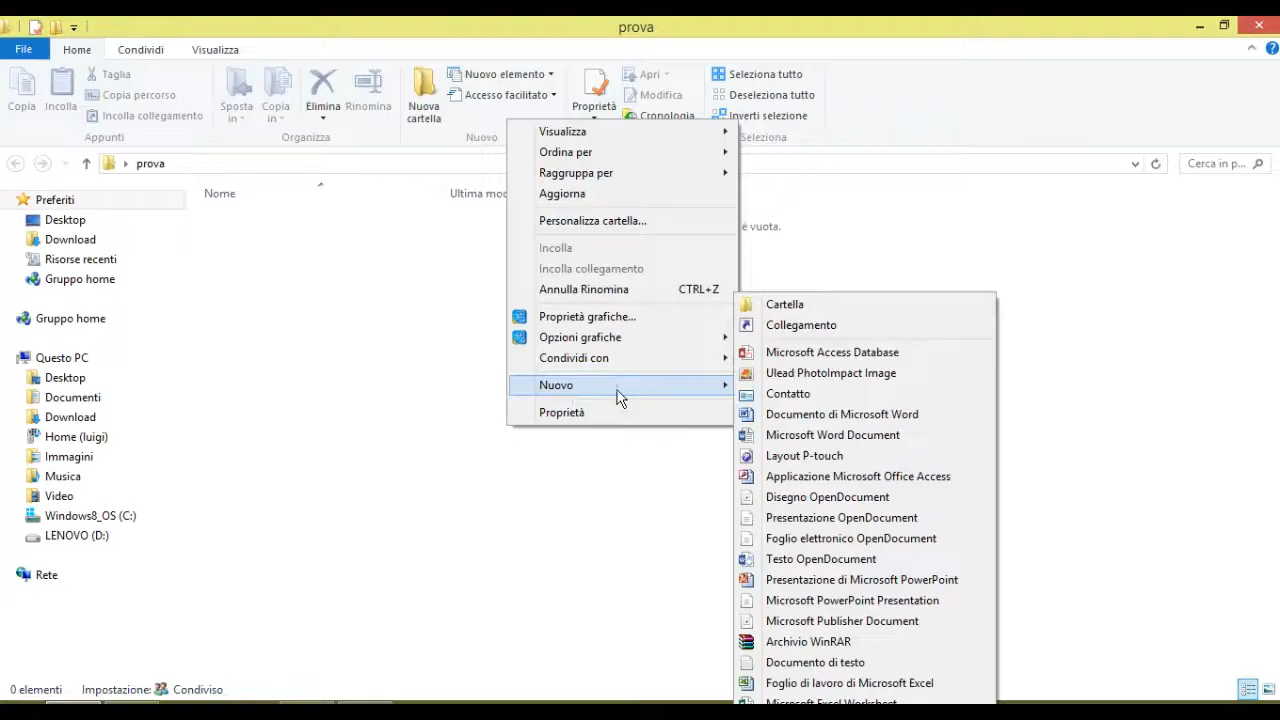 prova
File Home Condividi Visualizza
Copia
Incolla
Taglia
Copia percorso
Incolla collegamento
Appunti
Sposta in
Copia in
Elimina
Rinomina
Organizza
Nuova cartella
Nuovo elemento
Accesso facilitato
Nuovo
Proprietà
Apri
Modifica
Cronologia
Seleziona tutto
Deseleziona tutto
Inverti selezione
Seleziona
prova
Cerca in p...
Nome
Ultima mod
è vuota.
Preferiti
Desktop
Download
Risorse recenti
Gruppo home
Gruppo home
Questo PC
Desktop
Documenti
Download
Home (luigi)
Immagini
Musica
Video
Windows8_OS (C:)
LENOVO (D:)
Rete
Visualizza
Ordina per
Raggruppa per
Aggiorna
Personalizza cartella...
Incolla
Incolla collegamento
Annulla Rinomina CTRL+Z
Proprietà grafiche...
Opzioni grafiche
Condividi con
Nuovo
Proprietà
Cartella
Collegamento
Microsoft Access Database
Ulead PhotoImpact Image
Contatto
Documento di Microsoft Word
Microsoft Word Document
Layout P-touch
Applicazione Microsoft Office Access
Disegno OpenDocument
Presentazione OpenDocument
Foglio elettronico OpenDocument
Testo OpenDocument
Presentazione di Microsoft PowerPoint
Microsoft PowerPoint Presentation
Microsoft Publisher Document
Archivio WinRAR
Documento di testo
Foglio di lavoro di Microsoft Excel
Microsoft Excel Worksheet
0 elementi Impostazione: Condiviso